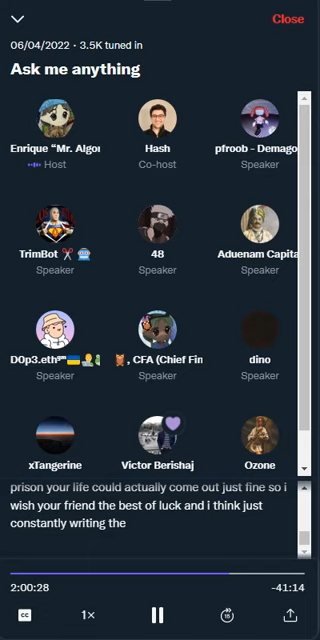 Close
06/04/2022 · 3.5K tuned in
Ask me anything
Enrique “Mr. Algor
Hash
pfroob - Demago
Host
Co-host
Speaker
TrimBot ✂️ 🤖
48
Aduenam Capita
Speaker
Speaker
Speaker
D0p3.eth
, CFA (Chief Fin
dino
Speaker
Speaker
Speaker
xTangerine
Victor Berishaj
Ozone
prison your life could actually come out just fine so i
wish your friend the best of luck and i think just
constantly writing the
2:00:28
-41:14
CC
1×
15